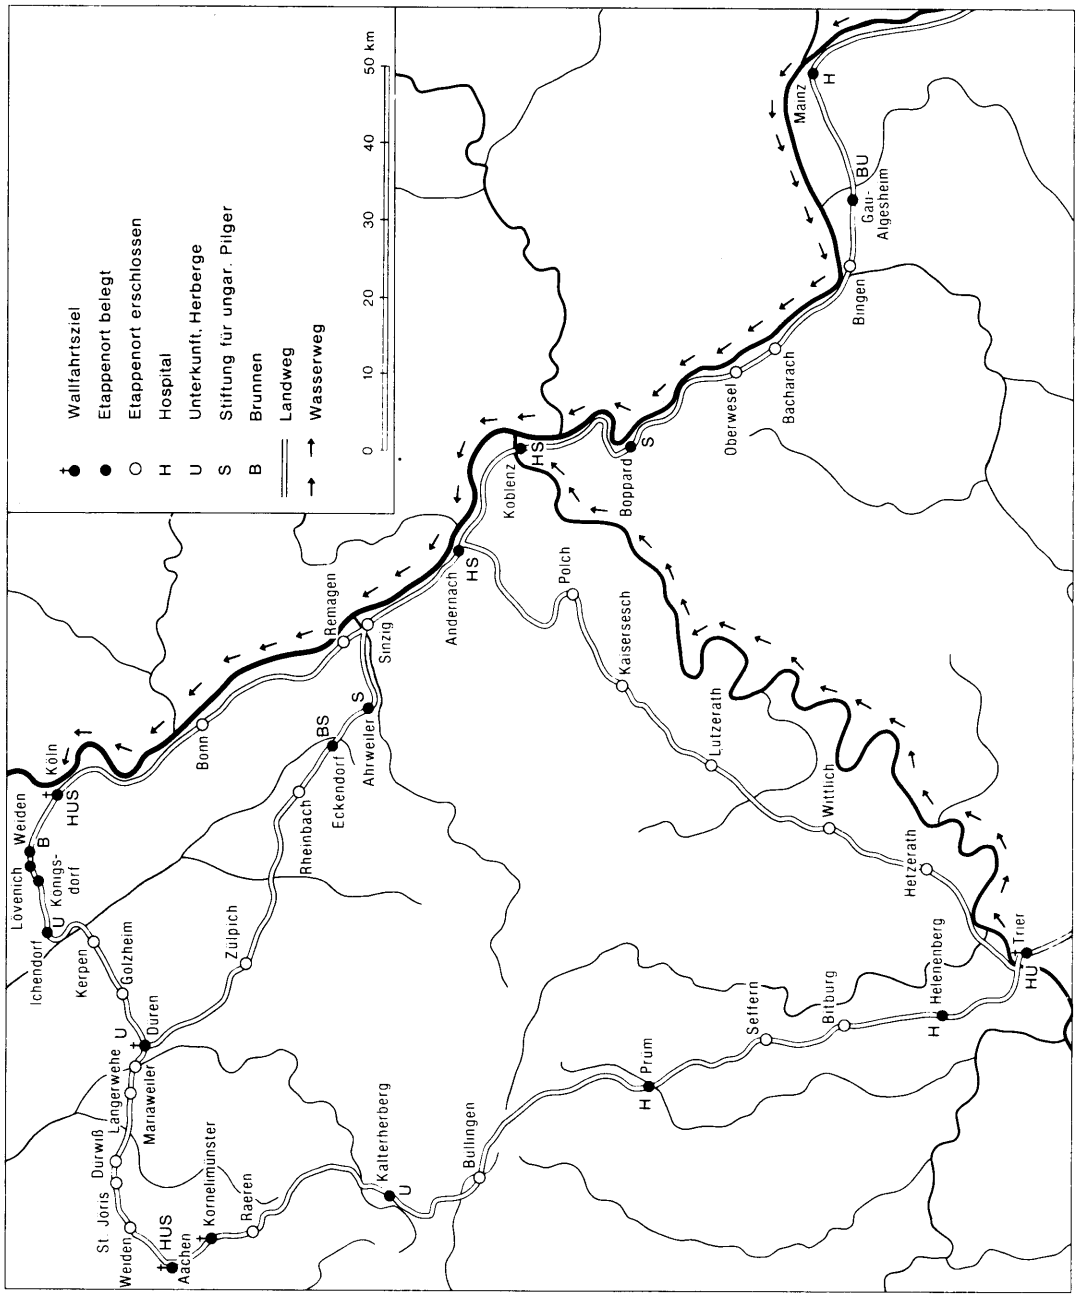 Wallfahrtsziel
Etappenort belegt
Etappenort erschlossen
H Hospital
U Unterkunft, Herberge
S Stiftung für ungar. Pilger
B Brunnen
Landweg
Wasserweg
0 10 20 30 40 50 km
Mainz
H
BU
Gau-
Algesheim
Bingen
Bacharach
Oberwesel
Boppard
S
Koblenz
HS
Andernach
HS
Polch
Kaisersesch
Lutzerath
Wittlich
Hetzerath
Trier
HU
Helenenberg
H
Bitburg
Seffern
Prüm
H
Büllingen
Kalterherberg
U
Raeren
Kornelimünster
Aachen
HUS
Weiden
St. Joris
Durwiß
Langerwehe
Mariaweiler
Düren
U
Golzheim
Kerpen
Ichendorf
U
Königs-
dorf
Lövenich
Weiden
B
Köln
HUS
Bonn
Remagen
Sinzig
Ahrweiler
S
Eckendorf
BS
Rheinbach
Zülpich